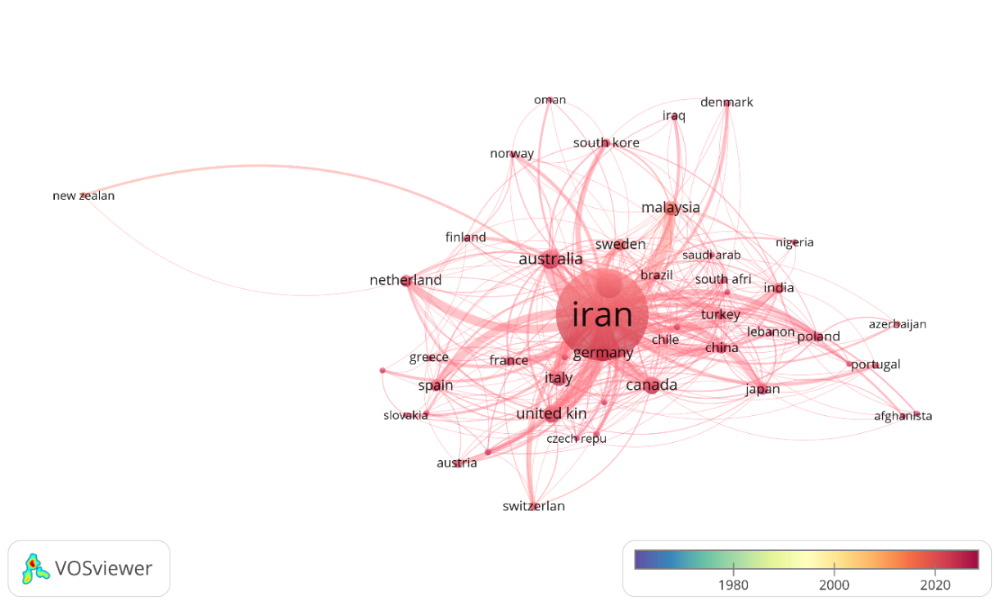 oman
denmark
iraq
south kore
norway
new zealan
malaysia
finland
sweden
nigeria
saudi arab
australia
brazil
south afri
netherland
india
iran
turkey
azerbaijan
lebanon
poland
chile
china
germany
greece
france
portugal
italy
spain
canada
japan
united kin
slovakia
afghanista
czech repu
austria
switzerlan
VOSviewer
1980
2000
2020